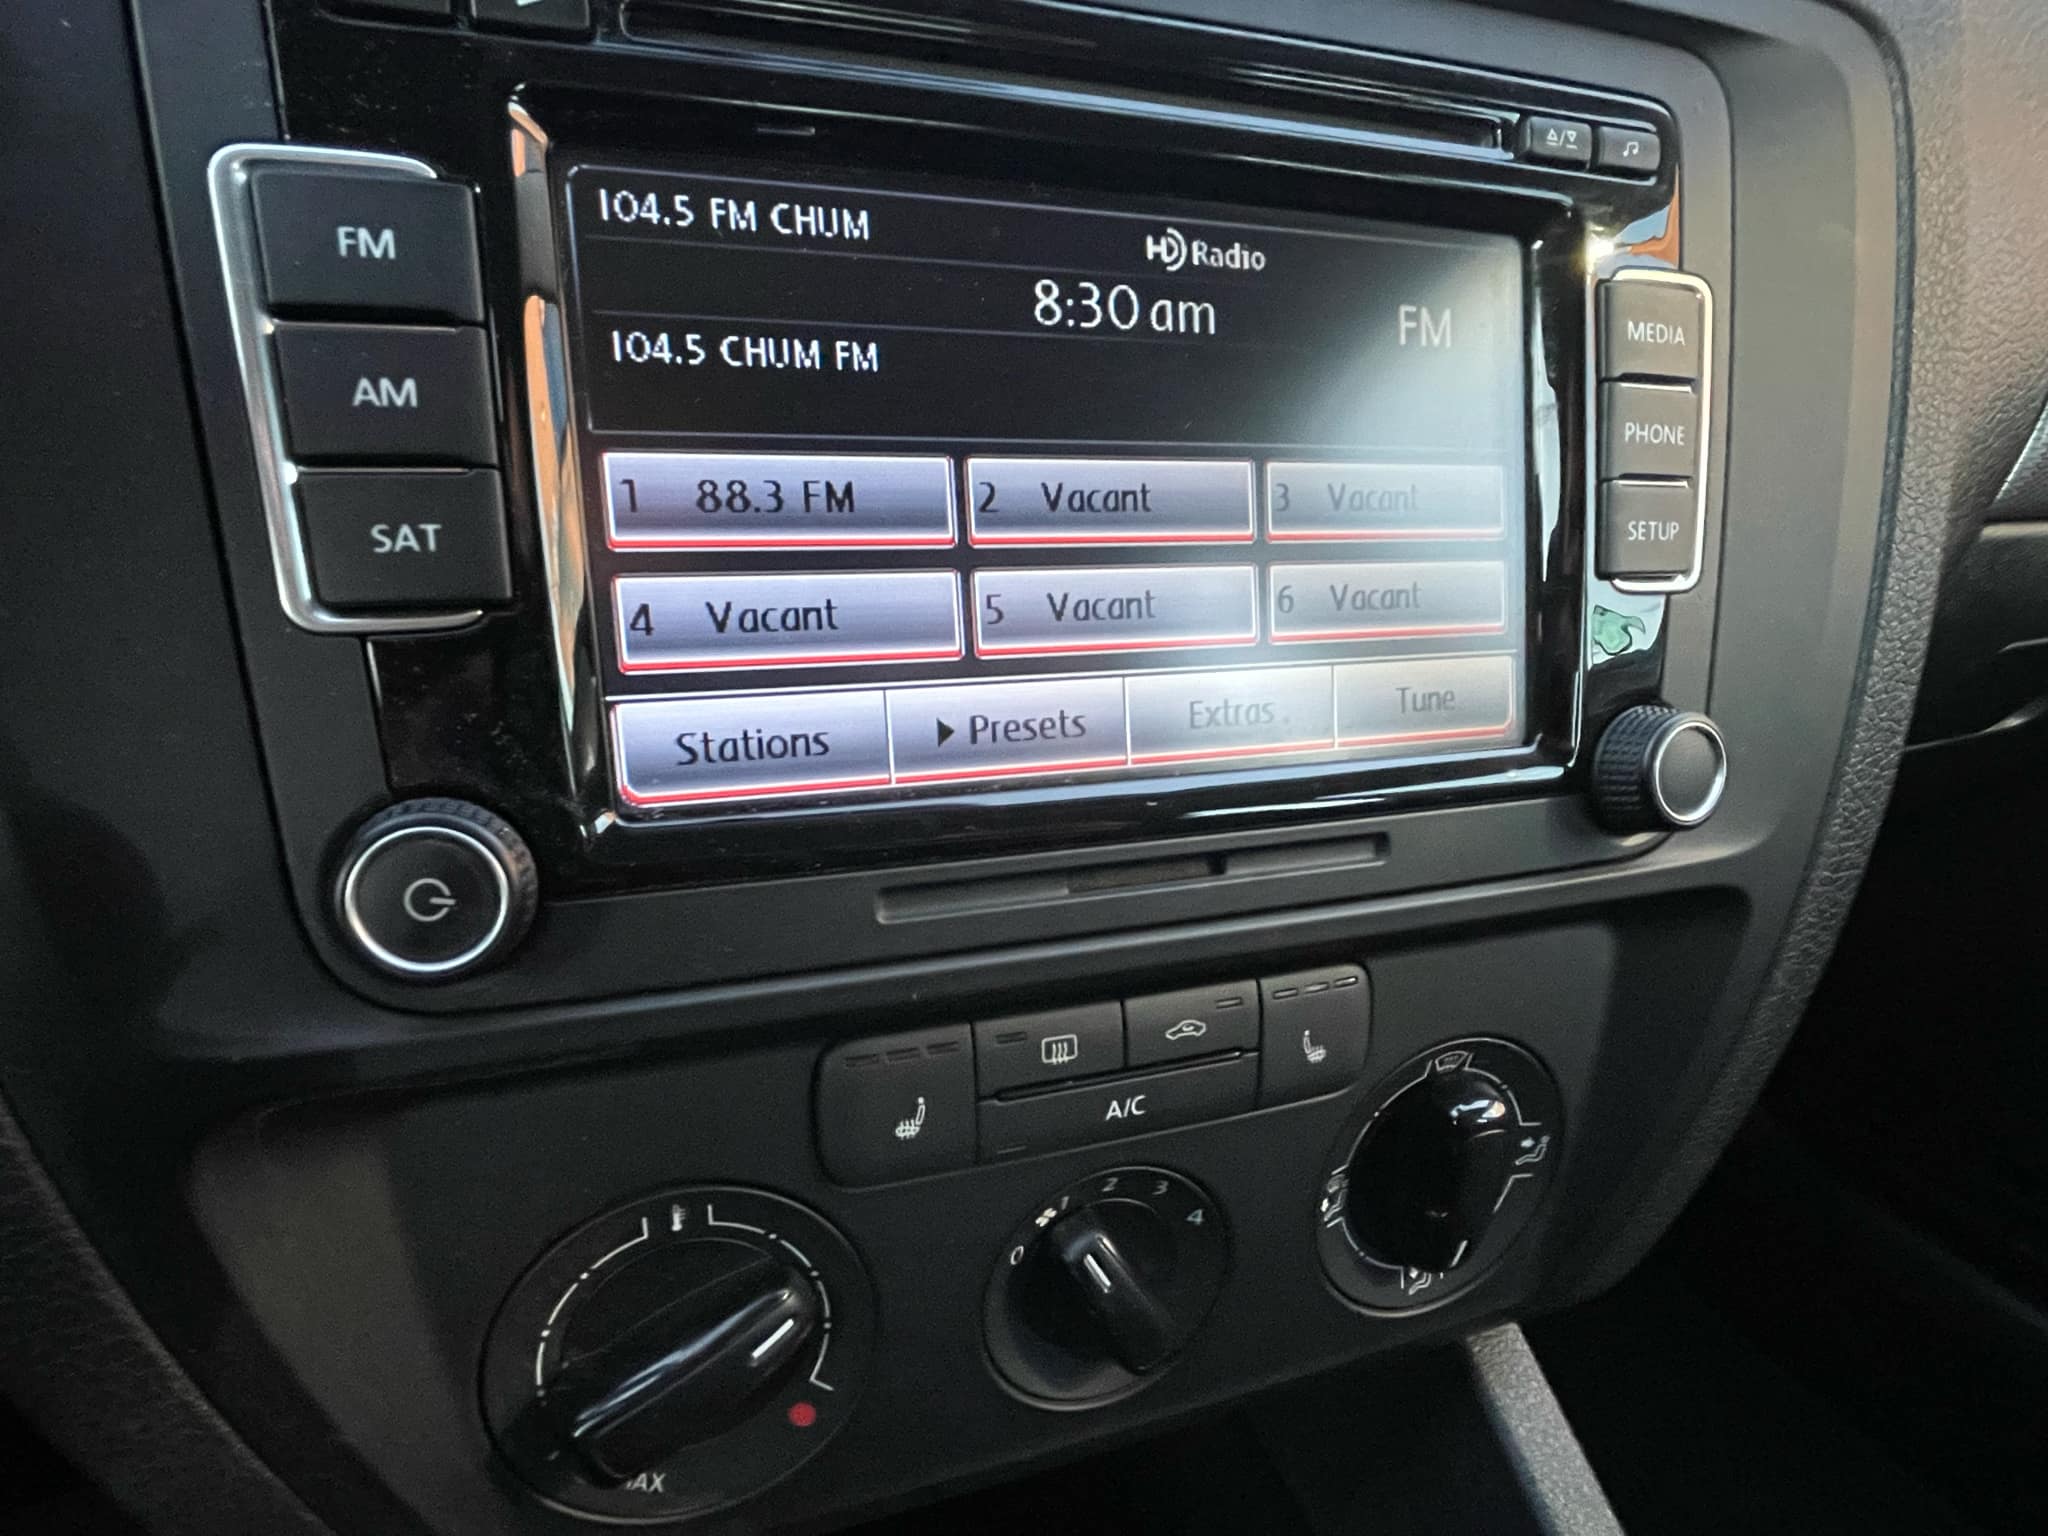 104.5 FM CHUM
HD Radio
8:30 am
FM
104.5 CHUM FM
1 88.3 FM
2 Vacant
3 Vacant
4 Vacant
5 Vacant
6 Vacant
Stations
Presets
Extras
Tune
FM
AM
SAT
MEDIA
PHONE
SETUP
A/C
0 1 2 3 4